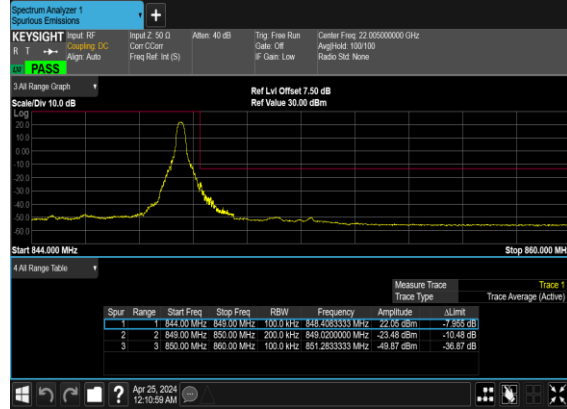 Spectrum Analyzer 1
Spurious Emissions
+
KEYSIGHT Input: RF Input Z: 50 Ω Atten: 40 dB Trig: Free Run Center Freq: 22.005000000 GHz
R T Coupling: DC Corr CCorr Gate: Off Avg|Hold: 100/100
Align: Auto Freq Ref: Int (S) IF Gain: Low Radio Std: None
PASS
3 All Range Graph
Ref Lvl Offset 7.50 dB
Scale/Div 10.0 dB Ref Value 30.00 dBm
Log
20.0
10.0
0.00
-10.0
-20.0
-30.0
-40.0
-50.0
-60.0
Start 844.000 MHz Stop 860.000 MH
4 All Range Table
Measure Trace Trace 1
Trace Type Trace Average (Active)
Spur Range Start Freq Stop Freq RBW Frequency Amplitude ΔLimit
1 1 844.00 MHz 849.00 MHz 100.0 kHz 848.4083333 MHz 22.05 dBm -7.955 dB
2 2 849.00 MHz 850.00 MHz 200.0 kHz 849.0200000 MHz -23.48 dBm -10.48 dB
3 3 850.00 MHz 860.00 MHz 100.0 kHz 851.2833333 MHz -49.87 dBm -36.87 dB
? Apr 25, 2024
12:10:59 AM